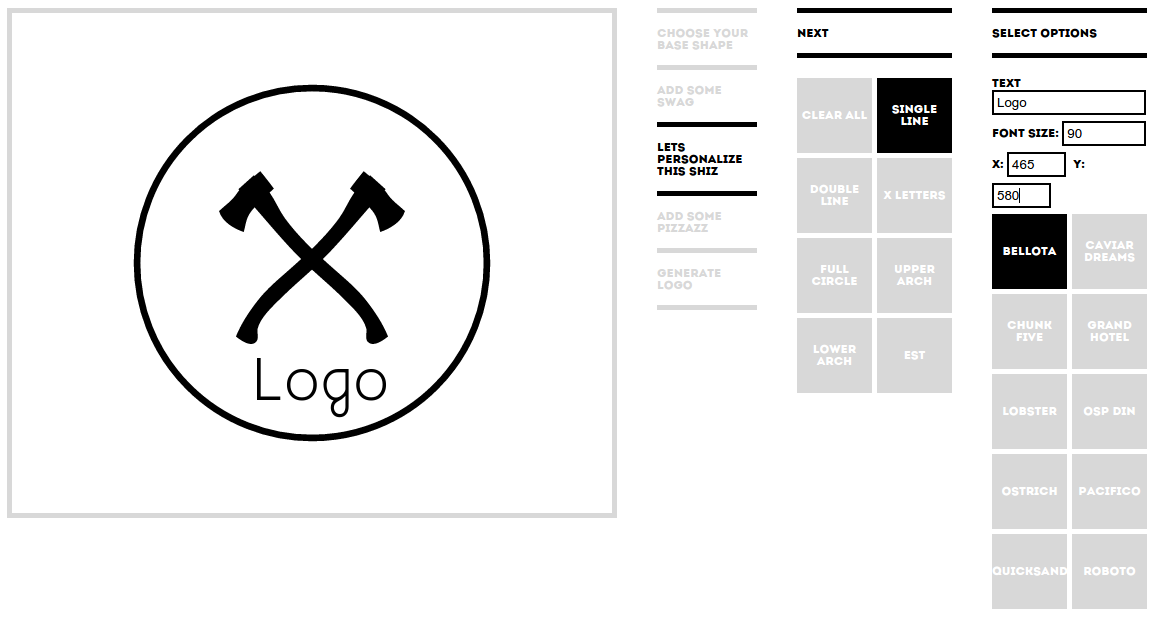 Logo
CHOOSE YOUR
BASE SHAPE
ADD SOME
SWAG
LETS
PERSONALIZE
THIS SHIZ
ADD SOME
PIZZAZZ
GENERATE
LOGO
NEXT
CLEAR ALL
SINGLE
LINE
DOUBLE
LINE
X LETTERS
FULL
CIRCLE
UPPER
ARCH
LOWER
ARCH
EST
SELECT OPTIONS
TEXT
Logo
FONT SIZE: 90
X: 465 Y:
580
BELLOTA
CAVIAR
DREAMS
CHUNK
FIVE
GRAND
HOTEL
LOBSTER
OSP DIN
OSTRICH
PACIFICO
QUICKSAND
ROBOTO